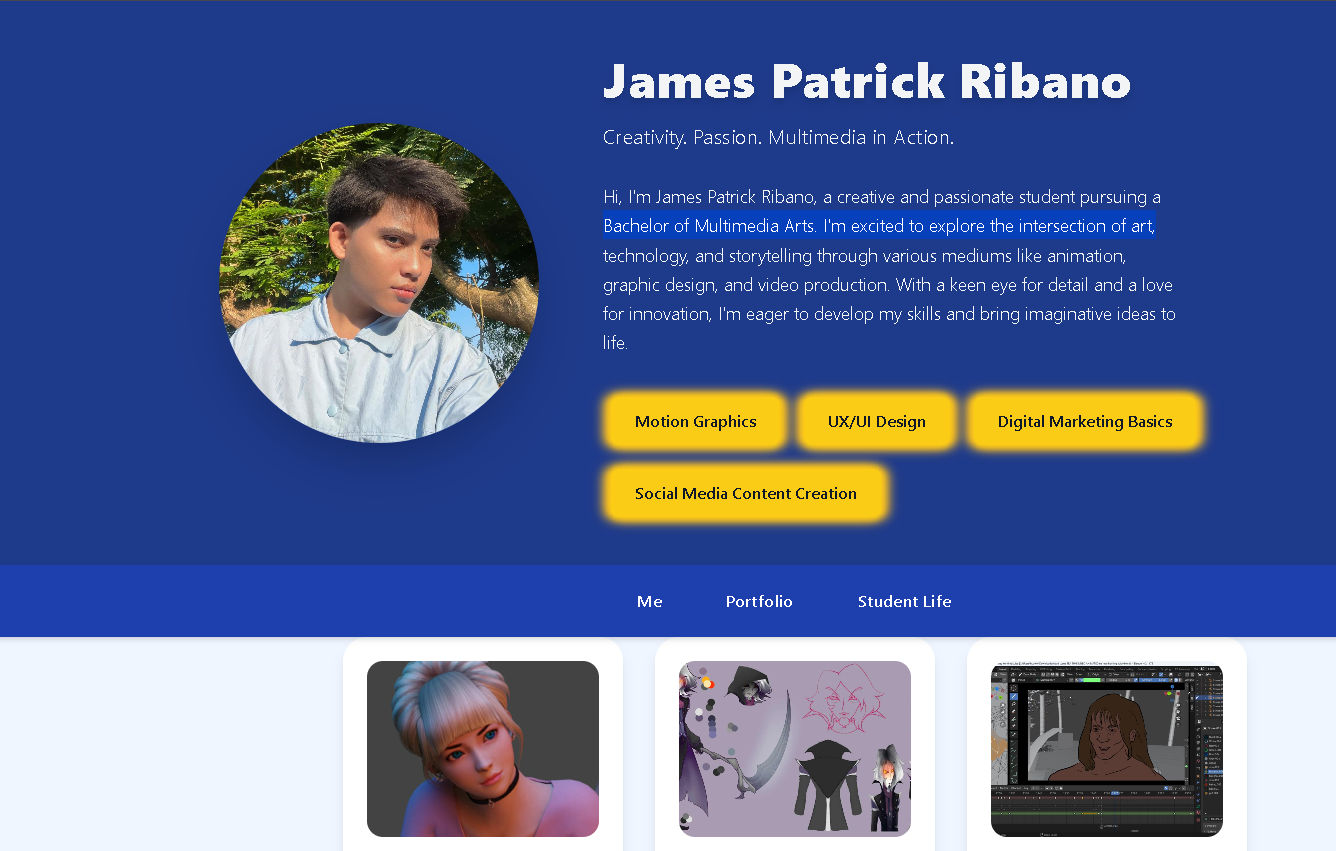 James Patrick Ribano
Creativity. Passion. Multimedia in Action.
Hi, I'm James Patrick Ribano, a creative and passionate student pursuing a
Bachelor of Multimedia Arts. I'm excited to explore the intersection of art,
technology, and storytelling through various mediums like animation,
graphic design, and video production. With a keen eye for detail and a love
for innovation, I'm eager to develop my skills and bring imaginative ideas to
life.
Motion Graphics
UX/UI Design
Digital Marketing Basics
Social Media Content Creation
Me
Portfolio
Student Life